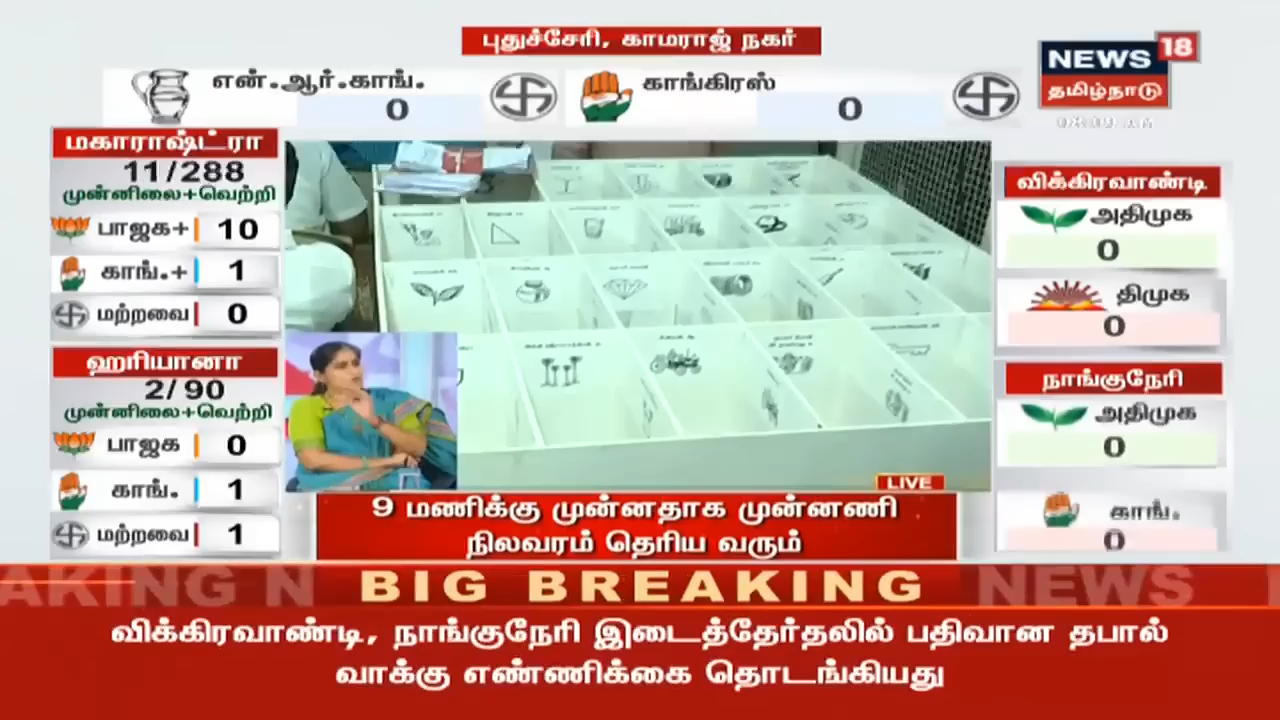 புதுச்சேரி, காமராஜ் நகர்
என்.ஆர்.காங். 0
காங்கிரஸ் 0
NEWS 18
தமிழ்நாடு
மகாராஷ்ட்ரா
11/288
முன்னிலை+வெற்றி
பாஜக+ 10
காங்.+ 1
மற்றவை 0
ஹரியானா
2/90
முன்னிலை+வெற்றி
பாஜக 0
காங். 1
மற்றவை 1
விக்கிரவாண்டி
அதிமுக
0
திமுக
0
நாங்குநேரி
அதிமுக
0
காங்.
0
LIVE
9 மணிக்கு முன்னதாக முன்னணி
நிலவரம் தெரிய வரும்
AKING N BIG BREAKING NEWS
விக்கிரவாண்டி, நாங்குநேரி இடைத்தேர்தலில் பதிவான தபால்
வாக்கு எண்ணிக்கை தொடங்கியது